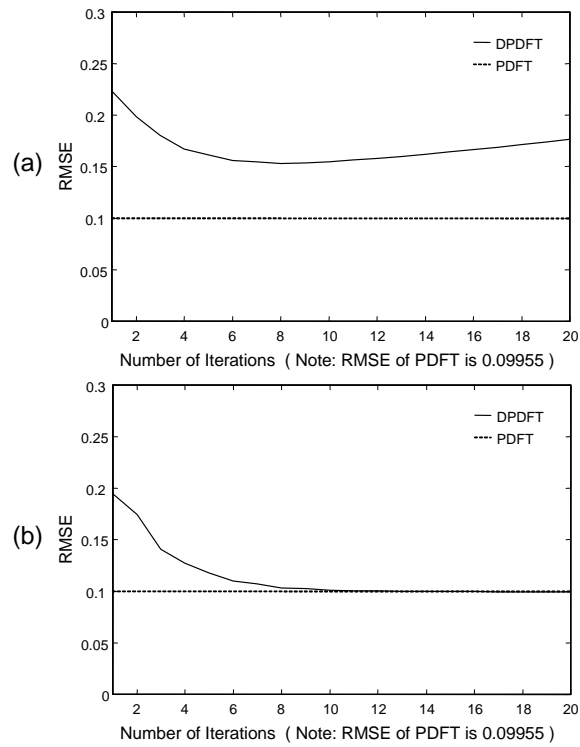 0.3
DPDFT
PDFT
0.25
0.2
(a)
RMSE
0.15
0.1
0.05
0
2 4 6 8 10 12 14 16 18 20
Number of Iterations ( Note: RMSE of PDFT is 0.09955 )
0.3
DPDFT
PDFT
0.25
0.2
(b)
RMSE
0.15
0.1
0.05
0
2 4 6 8 10 12 14 16 18 20
Number of Iterations ( Note: RMSE of PDFT is 0.09955 )